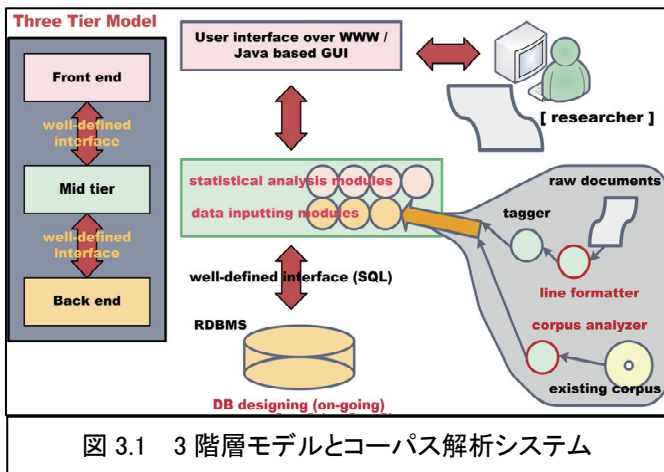 Three Tier Model
Front end
well-defined
interface
Mid tier
well-defined
interface
Back end
User interface over WWW /
Java based GUI
[ researcher ]
statistical analysis modules
data inputting modules
well-defined interface (SQL)
RDBMS
DB designing (on-going)
raw documents
tagger
line formatter
corpus analyzer
existing corpus
図 3.1 3 階層モデルとコーパス解析システム